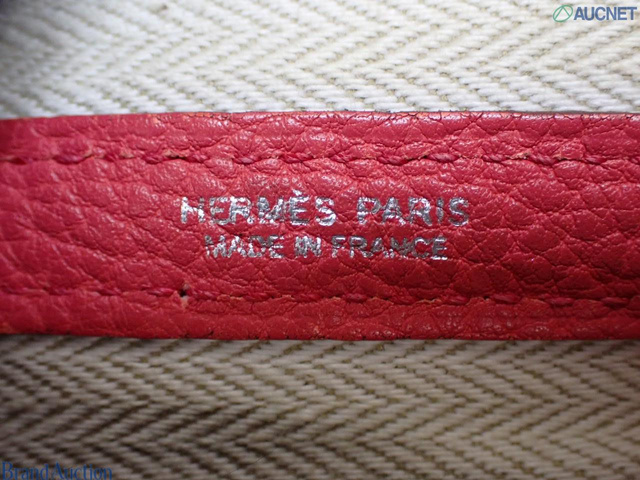 AUCNET
HERMÈS PARIS
MADE IN FRANCE
Brand Auction